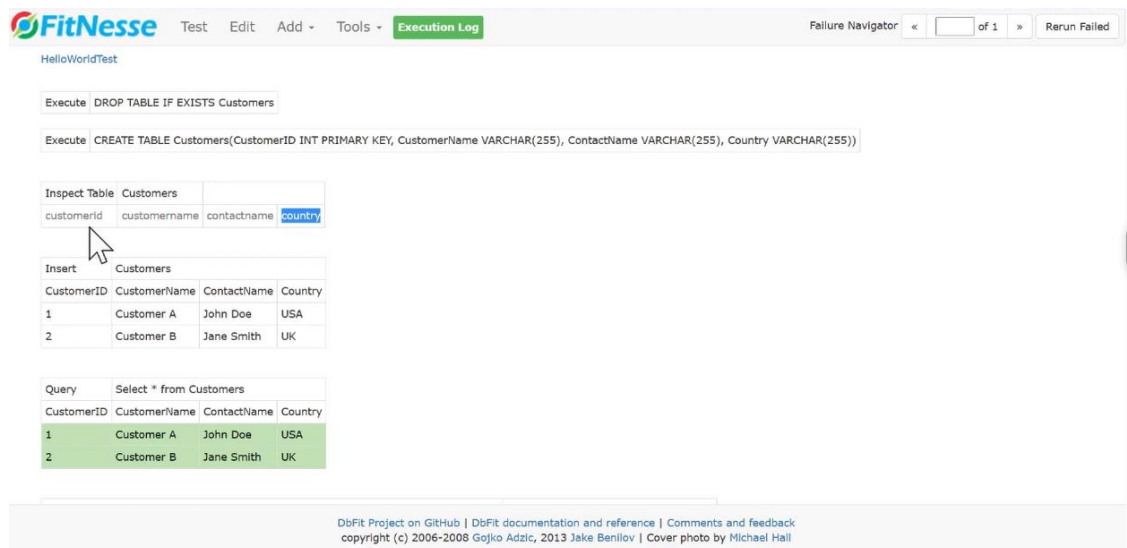 FitNesse Test Edit Add Tools Execution Log Failure Navigator « of 1 » Rerun Failed
HelloWorldTest
Execute DROP TABLE IF EXISTS Customers
Execute CREATE TABLE Customers(CustomerID INT PRIMARY KEY, CustomerName VARCHAR(255), ContactName VARCHAR(255), Country VARCHAR(255))
Inspect Table Customers
customerid customername contactname country
Insert Customers
CustomerID CustomerName ContactName Country
1 Customer A John Doe USA
2 Customer B Jane Smith UK
Query Select * from Customers
CustomerID CustomerName ContactName Country
1 Customer A John Doe USA
2 Customer B Jane Smith UK
DbFit Project on GitHub | DbFit documentation and reference | Comments and feedback
copyright (c) 2006-2008 Gojko Adzic, 2013 Jake Benilov | Cover photo by Michael Hall